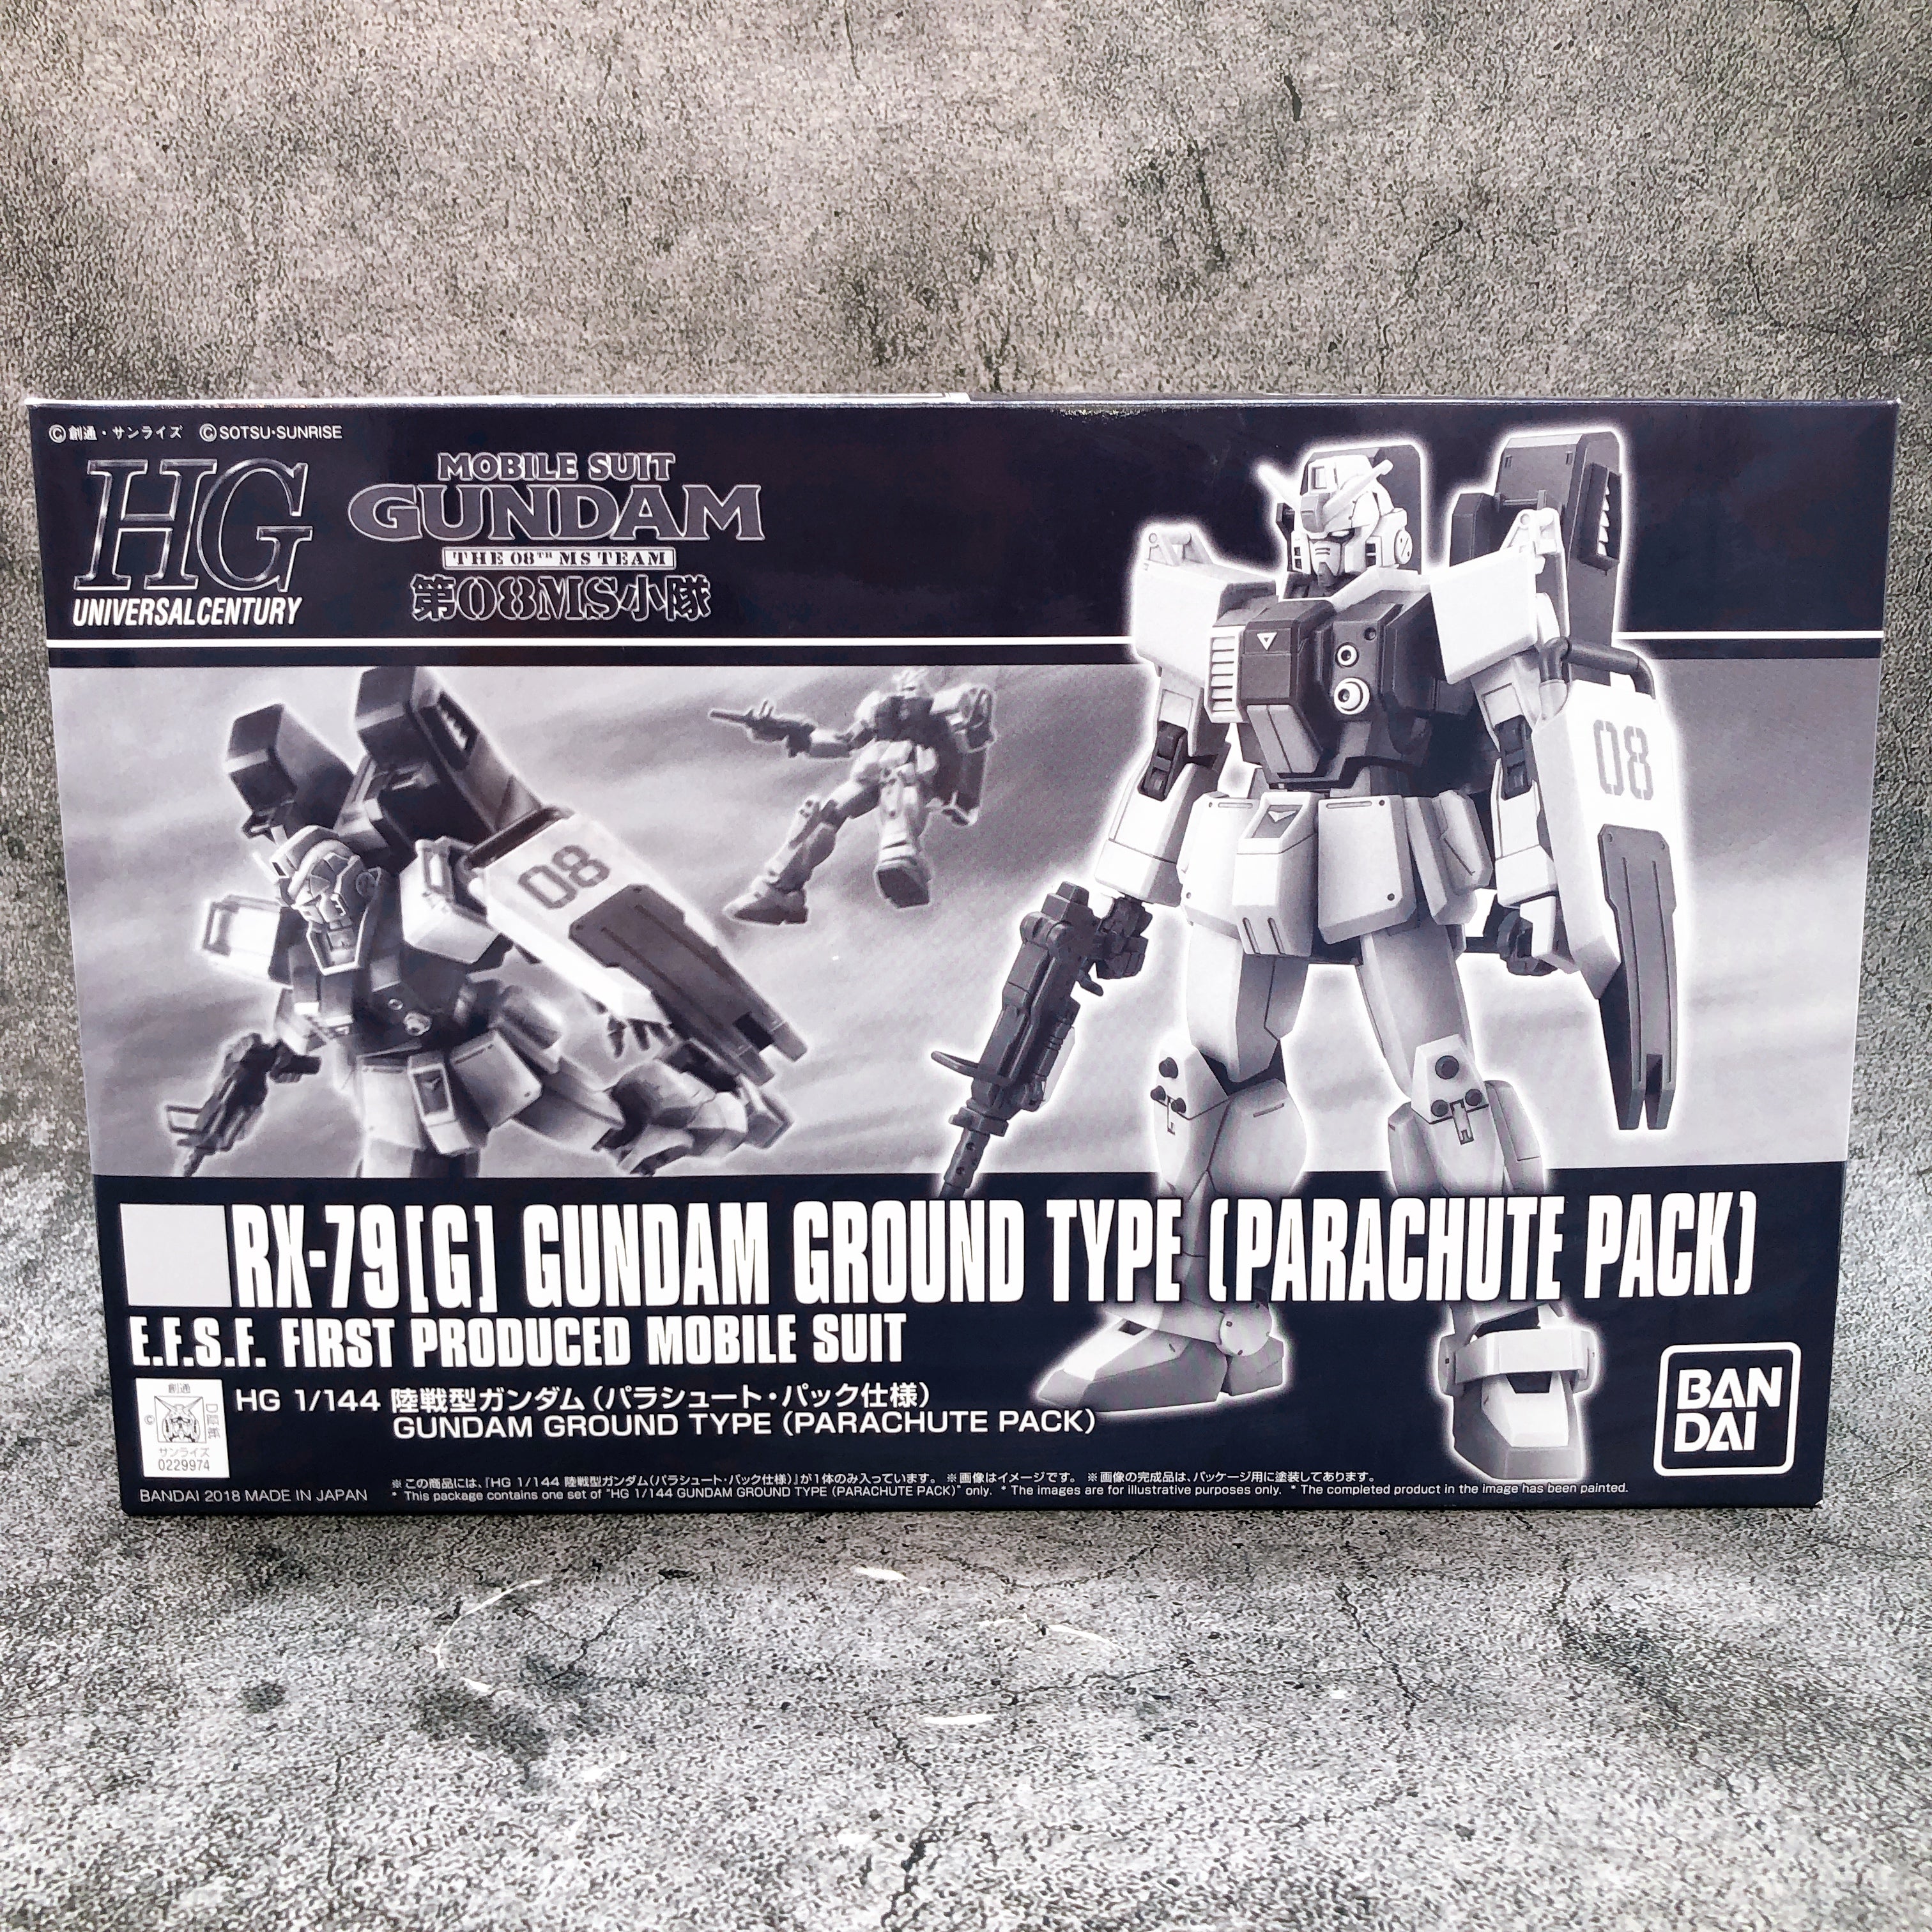 ©創通・サンライズ ©SOTSU・SUNRISE
HG
UNIVERSALCENTURY
MOBILE SUIT
GUNDAM
THE 08TH MS TEAM
第08MS小隊
08
08
RX-79[G] GUNDAM GROUND TYPE (PARACHUTE PACK)
E.F.S.F. FIRST PRODUCED MOBILE SUIT
HG 1/144 陸戦型ガンダム(パラシュート・パック仕様)
GUNDAM GROUND TYPE (PARACHUTE PACK)
創通
©
サンライズ
0229974
BAN
DAI
※この商品には、『HG 1/144 陸戦型ガンダム(パラシュート・パック仕様)』が1体のみ入っています。 ※画像はイメージです。 ※画像の完成品は、パッケージ用に塗装してあります。
BANDAI 2018 MADE IN JAPAN
* This package contains one set of "HG 1/144 GUNDAM GROUND TYPE (PARACHUTE PACK)" only. * The images are for illustrative purposes only. * The completed product in the image has been painted.